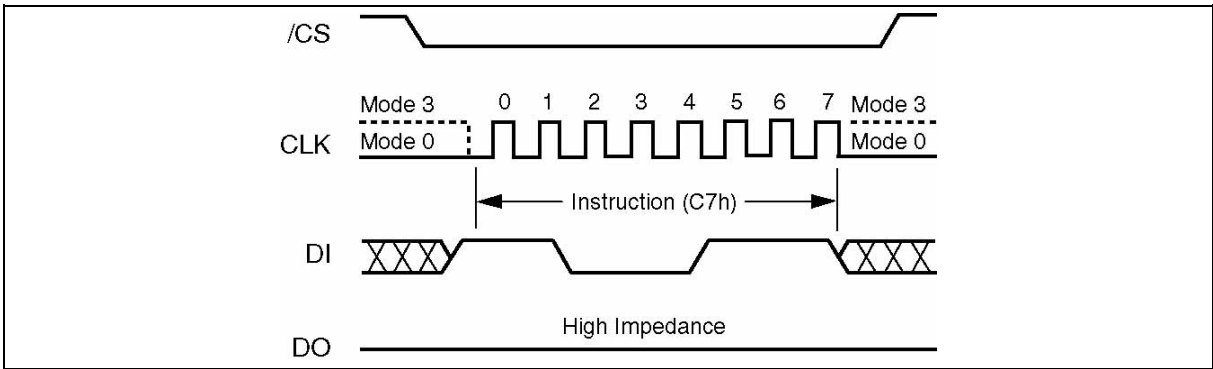 /CS
Mode 3 0 1 2 3 4 5 6 7 Mode 3
CLK Mode 0 Mode 0
Instruction (C7h)
DI
High Impedance
DO